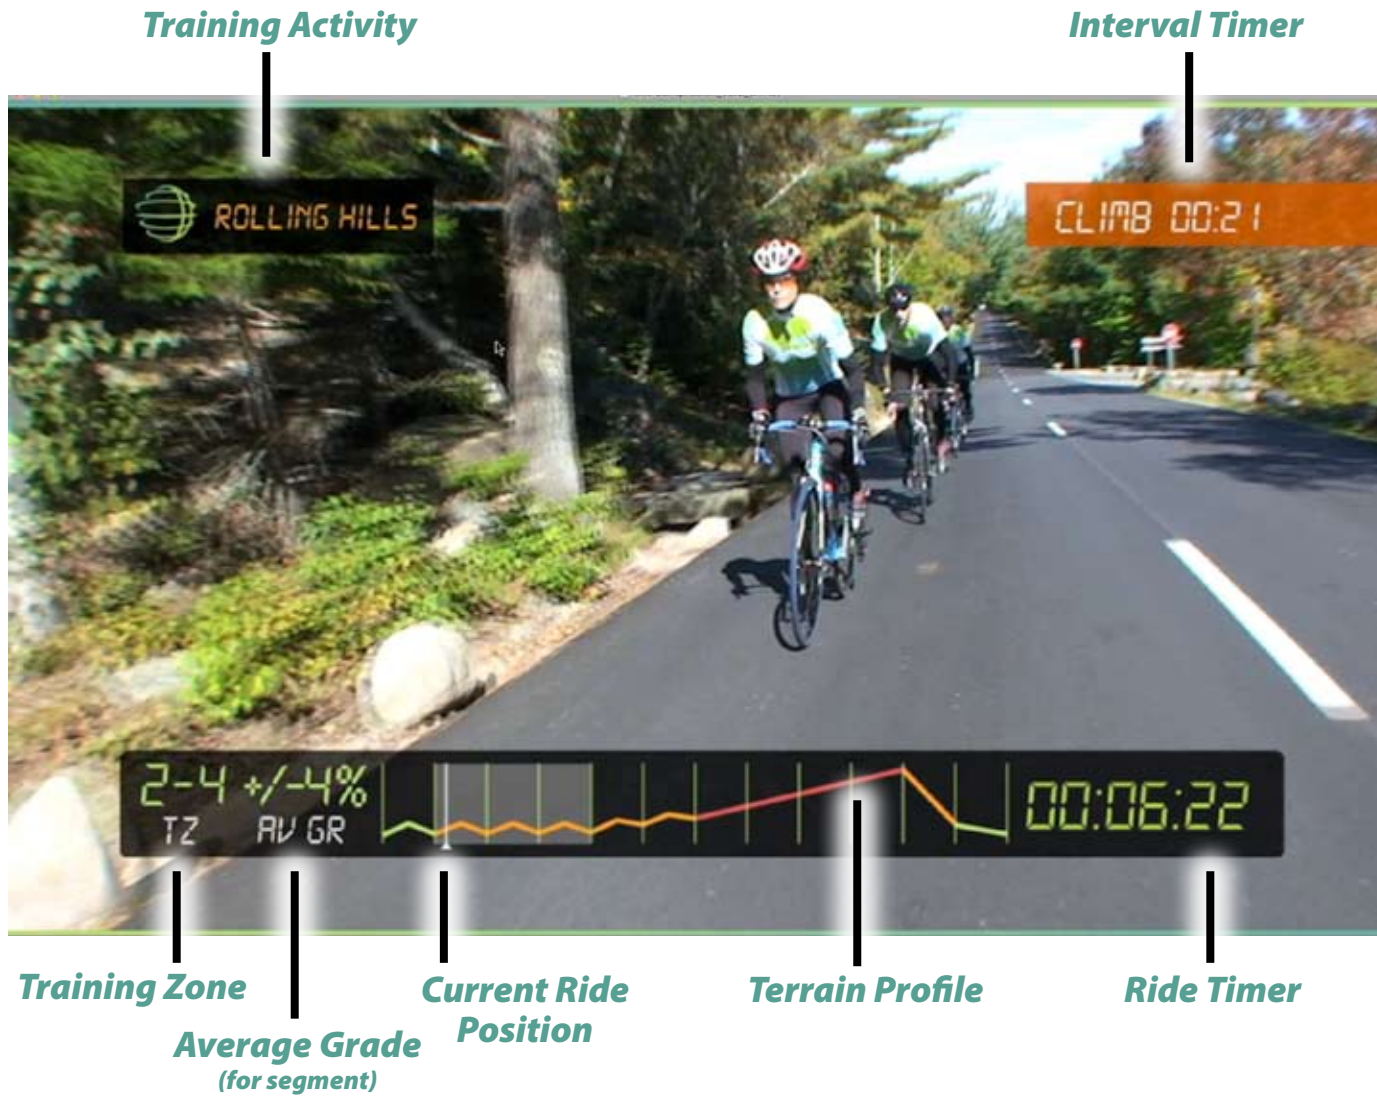 Training Activity
Interval Timer
ROLLING HILLS
CLIMB 00:21
2-4 +/-4%
TZ AV GR
00:06:22
Training Zone
Current Ride
Position
Terrain Profile
Ride Timer
Average Grade
(for segment)